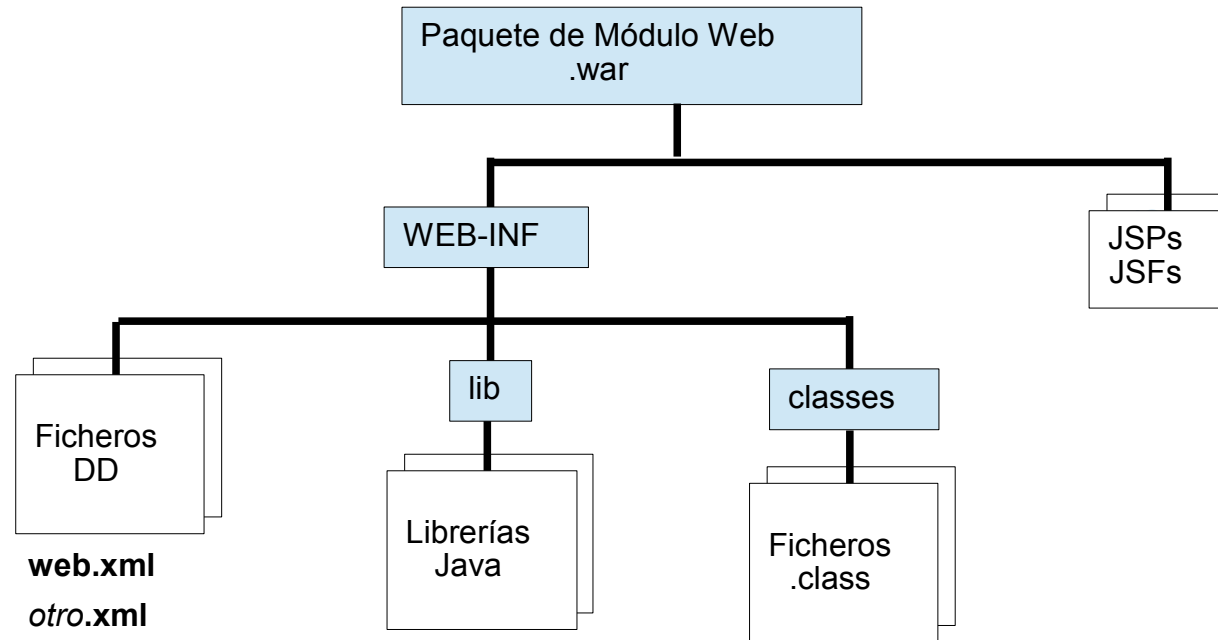 Paquete de Módulo Web
.war
WEB-INF
JSPs
JSFs
lib
classes
Ficheros
DD
Librerías
Java
Ficheros
.class
web.xml
otro.xml